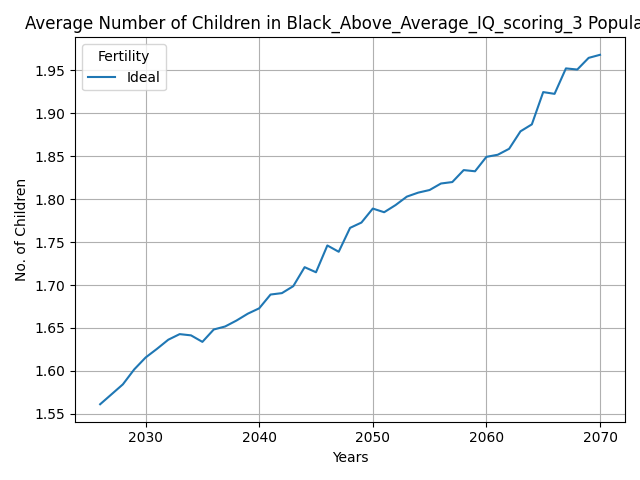 Average Number of Children in Black_Above_Average_IQ_scoring_3 Popula
Fertility
Ideal
No. of Children
1.95
1.90
1.85
1.80
1.75
1.70
1.65
1.60
1.55
2030 2040 2050 2060 2070
Years